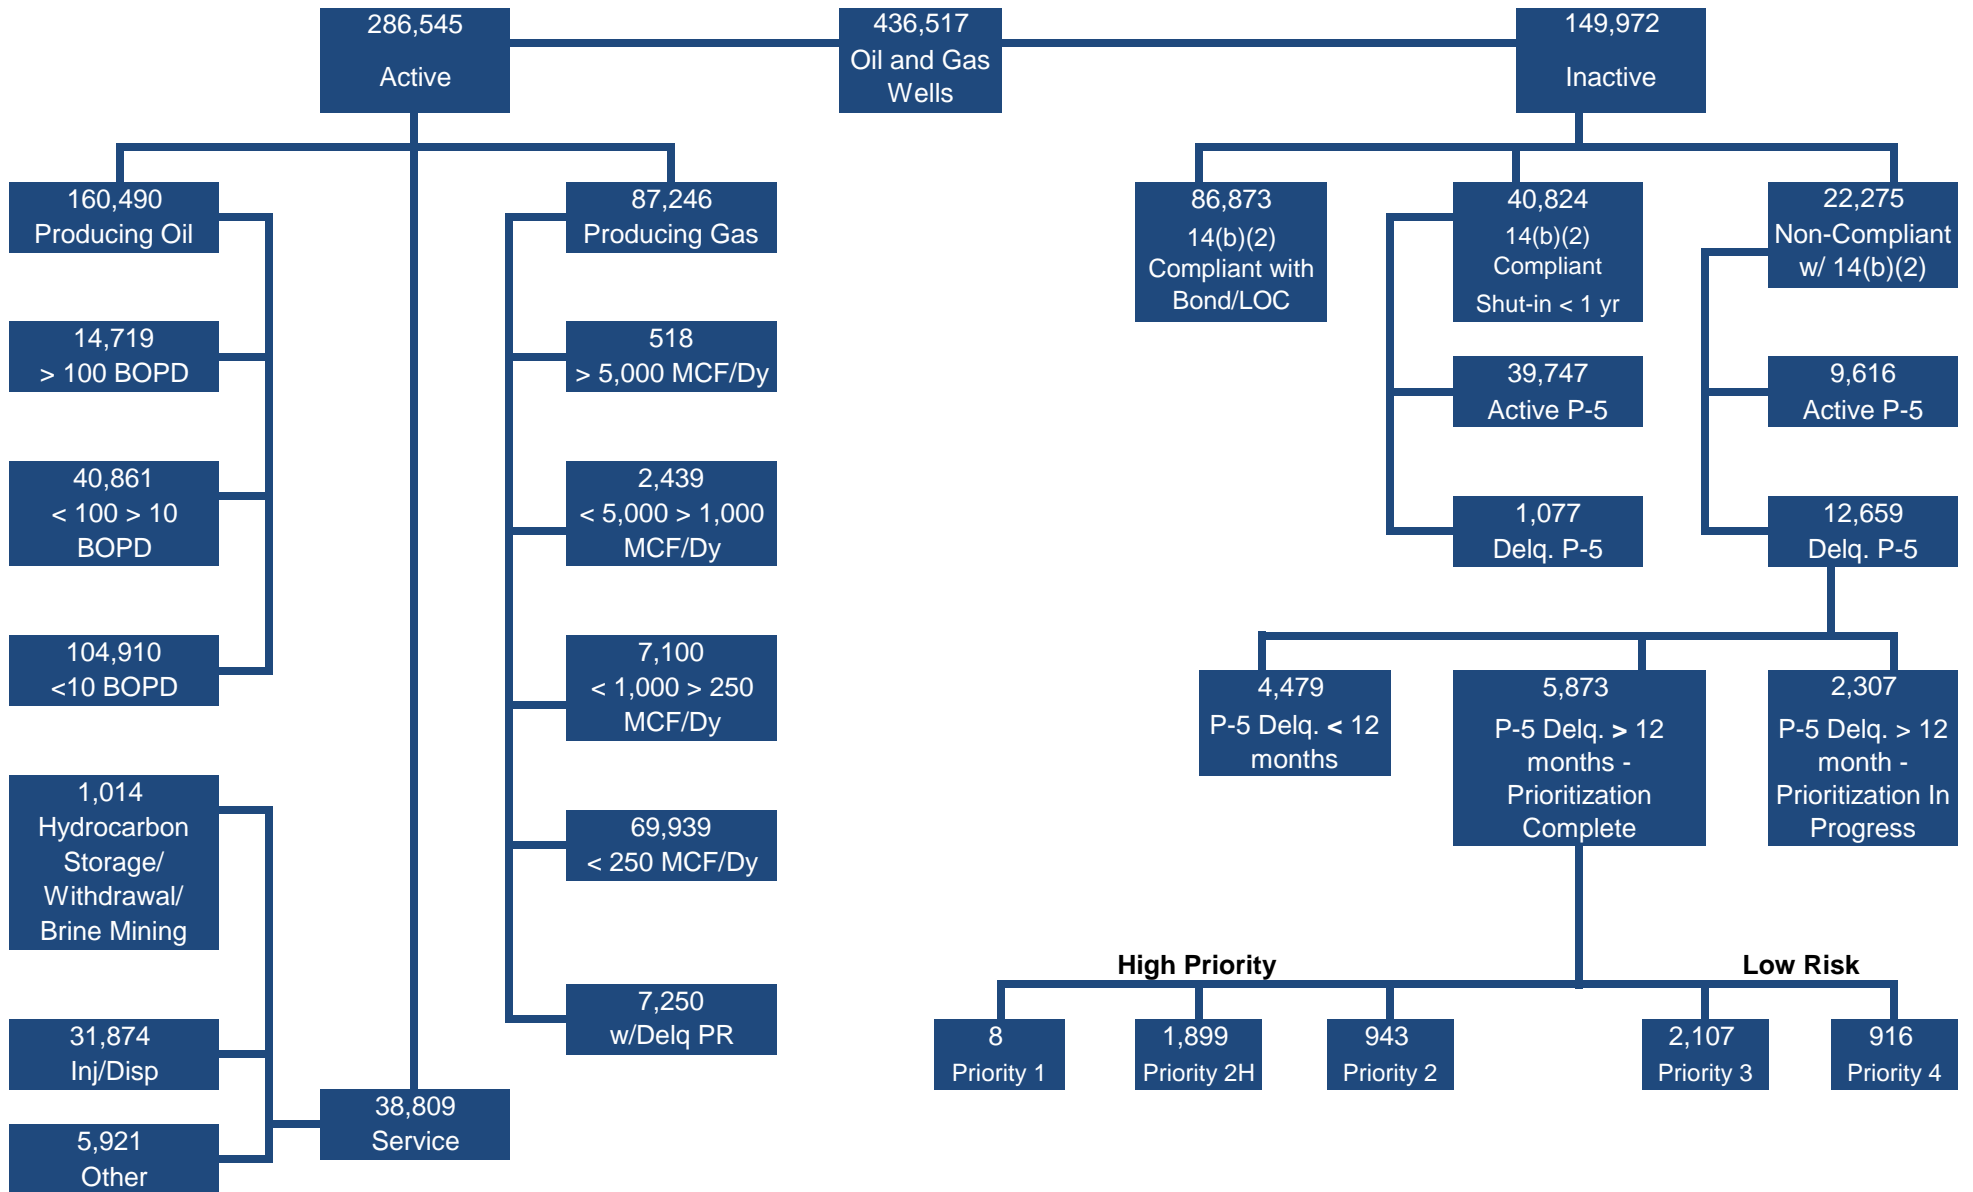 286,545
Active
436,517
Oil and Gas
Wells
149,972
Inactive
160,490
Producing Oil
14,719
> 100 BOPD
40,861
< 100 > 10
BOPD
104,910
<10 BOPD
1,014
Hydrocarbon
Storage/
Withdrawal/
Brine Mining
31,874
Inj/Disp
5,921
Other
38,809
Service
87,246
Producing Gas
518
> 5,000 MCF/Dy
2,439
< 5,000 > 1,000
MCF/Dy
7,100
< 1,000 > 250
MCF/Dy
69,939
< 250 MCF/Dy
7,250
w/Delq PR
86,873
14(b)(2)
Compliant with
Bond/LOC
40,824
14(b)(2)
Compliant
Shut-in < 1 yr
39,747
Active P-5
1,077
Delq. P-5
22,275
Non-Compliant
w/ 14(b)(2)
9,616
Active P-5
12,659
Delq. P-5
4,479
P-5 Delq. < 12
months
5,873
P-5 Delq. > 12
months -
Prioritization
Complete
2,307
P-5 Delq. > 12
month -
Prioritization In
Progress
High Priority
Low Risk
8
Priority 1
1,899
Priority 2H
943
Priority 2
2,107
Priority 3
916
Priority 4